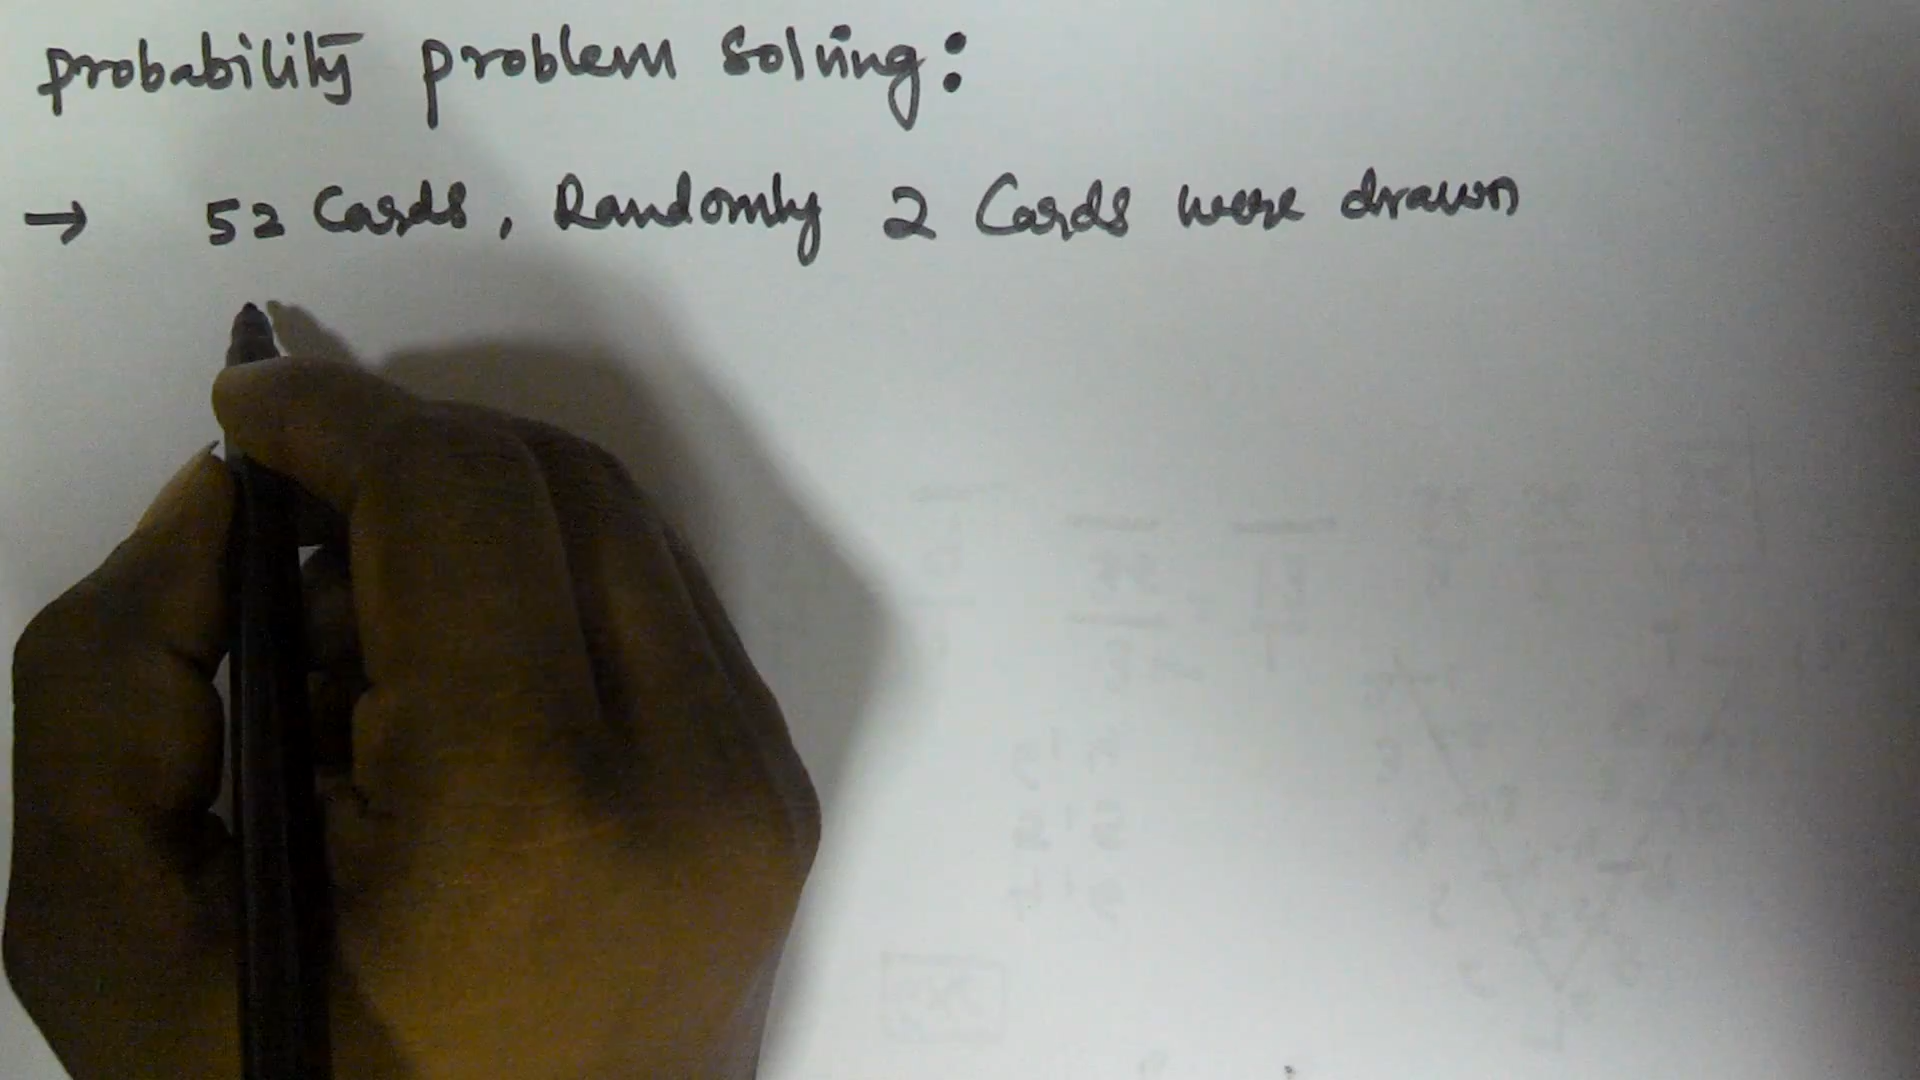 probability problem solving:
→ 52 Cards, Randomly 2 Cards were drawn